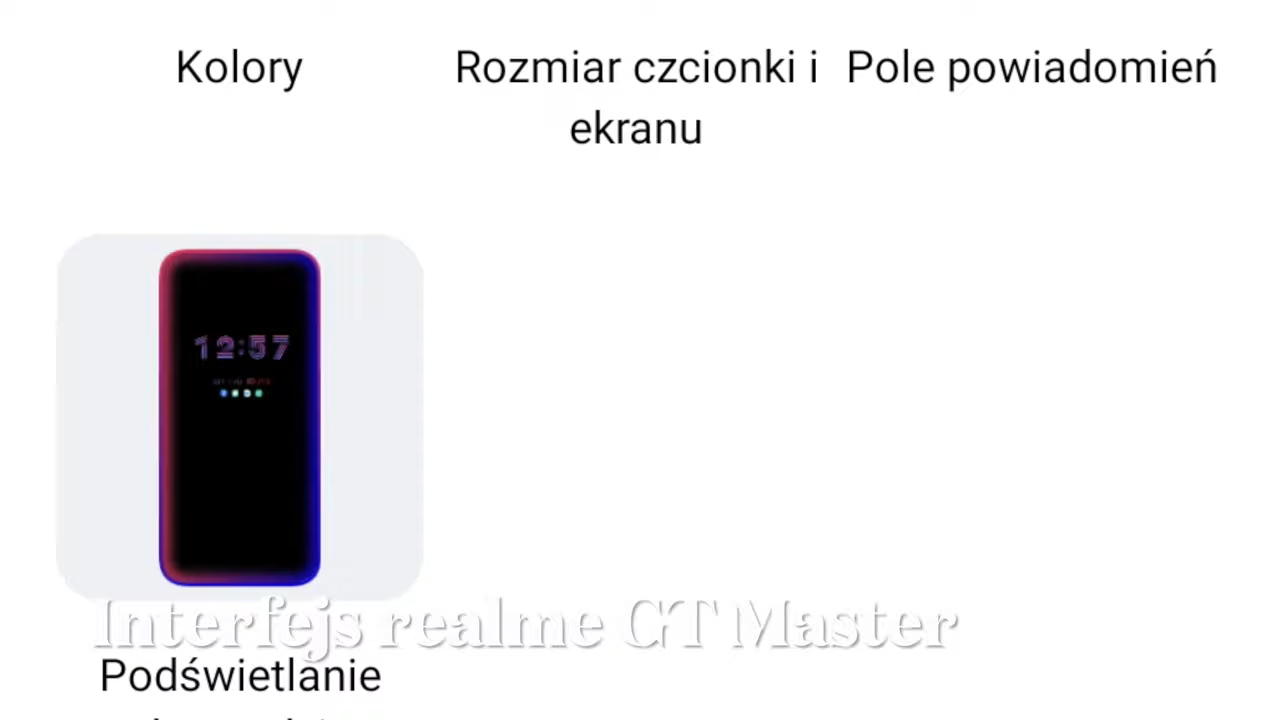 Kolory
Rozmiar czcionki i
ekranu
Pole powiadomień
12:57
Interfejs realme GT Master
Podświetlanie